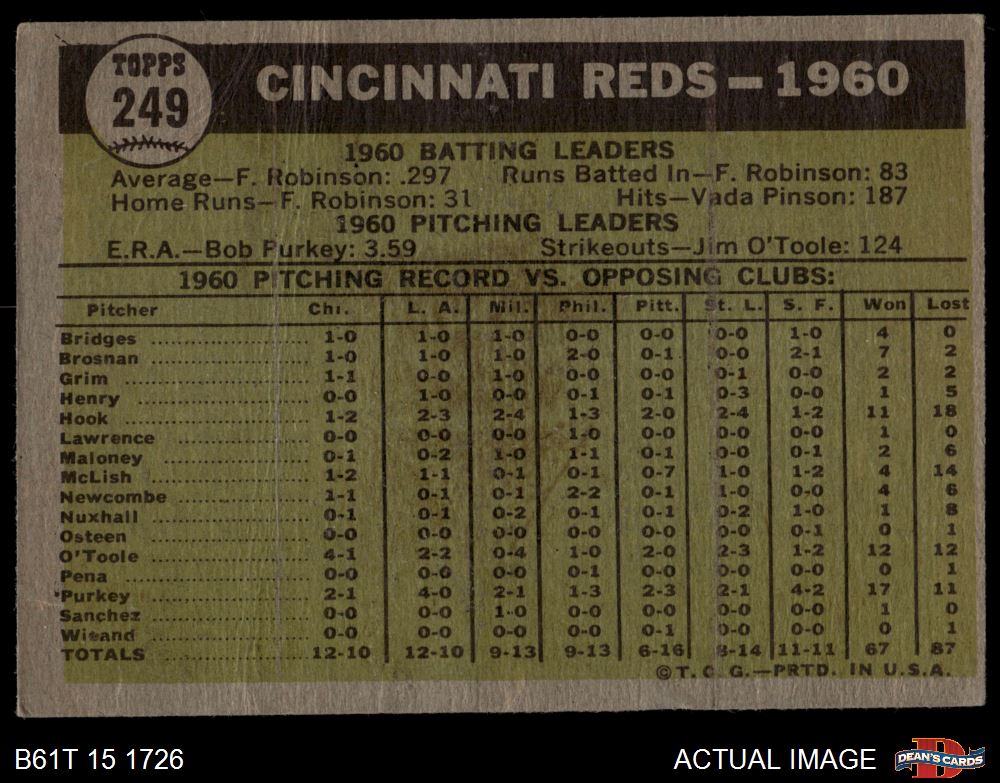 TOPPS
249
CINCINNATI REDS — 1960
1960 BATTING LEADERS
Average—F. Robinson: .297 Runs Batted In—F. Robinson: 83
Home Runs—F. Robinson: 31 Hits—Vada Pinson: 187
1960 PITCHING LEADERS
E.R.A.—Bob Purkey: 3.59 Strikeouts—Jim O'Toole: 124
1960 PITCHING RECORD VS. OPPOSING CLUBS:
Pitcher Chi. L. A. Mil. Phil. Pitt. St. L. S. F. Won Lost
Bridges 1-0 1-0 1-0 0-0 0-0 0-0 1-0 4 0
Brosnan 1-0 1-0 1-0 2-0 0-1 0-0 2-1 7 2
Grim 1-1 0-0 1-0 0-0 0-0 0-1 0-0 2 2
Henry 0-0 1-0 0-0 0-1 0-1 0-3 0-0 1 5
Hook 1-2 2-3 2-4 1-3 2-0 2-4 1-2 11 18
Lawrence 0-0 0-0 0-0 1-0 0-0 0-0 0-0 1 0
Maloney 0-1 0-2 1-0 1-1 0-1 0-0 0-1 2 6
McLish 1-2 1-1 0-1 0-1 0-7 1-0 1-2 4 14
Newcombe 1-1 0-1 0-1 2-2 0-1 1-0 0-0 4 6
Nuxhall 0-1 0-1 0-2 0-1 0-1 0-2 1-0 1 8
Osteen 0-0 0-0 0-0 0-0 0-0 0-0 0-1 0 1
O'Toole 4-1 2-2 0-4 1-0 2-0 2-3 1-2 12 12
Pena 0-0 0-0 0-0 0-1 0-0 0-0 0-0 0 1
Purkey 2-1 4-0 2-1 1-3 2-3 2-1 4-2 17 11
Sanchez 0-0 0-0 1-0 0-0 0-0 0-0 0-0 1 0
Wieand 0-0 0-0 0-0 0-0 0-1 0-0 0-0 0 1
TOTALS 12-10 12-10 9-13 9-13 6-16 8-14 11-11 67 87
© T. C. G.—PRTD. IN U.S.A.
B61T 15 1726 ACTUAL IMAGE
D
DEAN'S CARDS